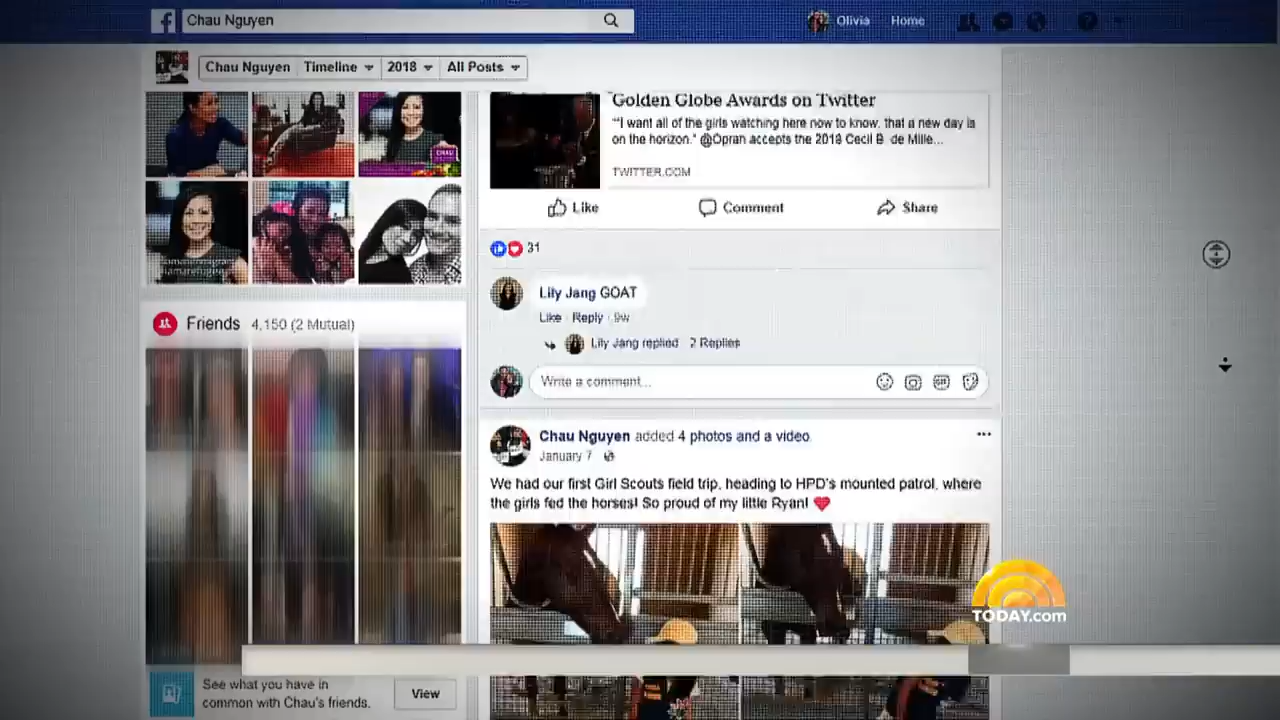 Chau Nguyen
Olivia Home
Chau Nguyen Timeline 2018 All Posts
CHAU
Golden Globe Awards on Twitter
"I want all of the girls watching here now to know, that a new day is
on the horizon." @Oprah accepts the 2018 Cecil B. de Mille...
TWITTER.COM
Like Comment Share
31
Lily Jang GOAT
Like · Reply · 9w
Lily Jang replied · 2 Replies
Write a comment...
GIF
Friends 4,150 (2 Mutual)
Chau Nguyen added 4 photos and a video.
January 7
We had our first Girl Scouts field trip, heading to HPD's mounted patrol, where
the girls fed the horses! So proud of my little Ryan!
TODAY.com
See what you have in
common with Chau's friends.
View